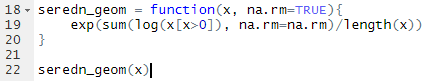 18 seredn_geom = function(x, na.rm=TRUE){
19     exp(sum(log(x[x>0]), na.rm=na.rm)/length(x))
20 }
21
22 seredn_geom(x)